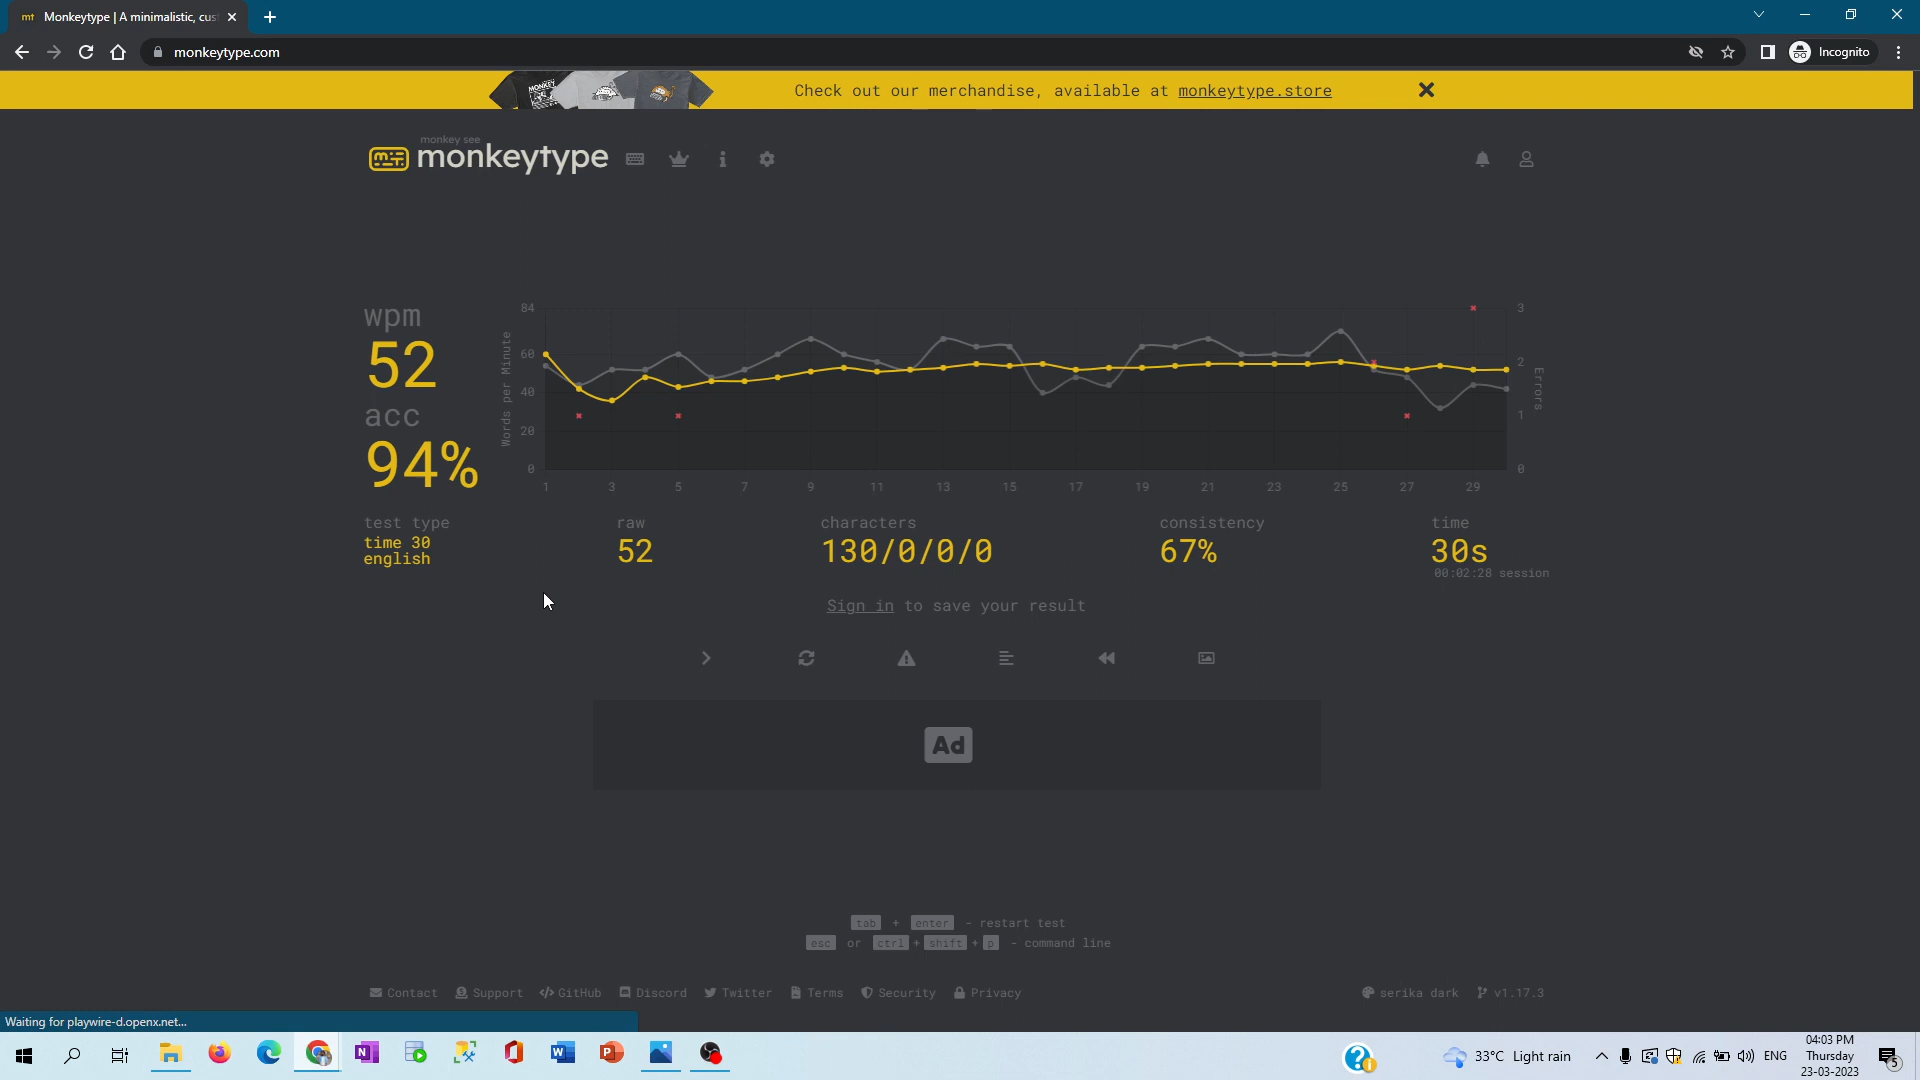 Monkeytype | A minimalistic, cus
monkeytype.com
Incognito
Check out our merchandise, available at monkeytype.store
monkey see
monkeytype
wpm
52
acc
94%
Words per Minute
84
60
40
20
0
1 3 5 7 9 11 13 15 17 19 21 23 25 27 29
3
2
1
0
Errors
test type
time 30
english
raw
52
characters
130/0/0/0
consistency
67%
time
30s
00:02:28 session
Sign in to save your result
Ad
tab + enter - restart test
esc or ctrl + shift + p - command line
Contact Support GitHub Discord Twitter Terms Security Privacy
serika dark v1.17.3
Waiting for playwire-d.openx.net...
33°C Light rain
ENG
04:03 PM
Thursday
23-03-2023
5